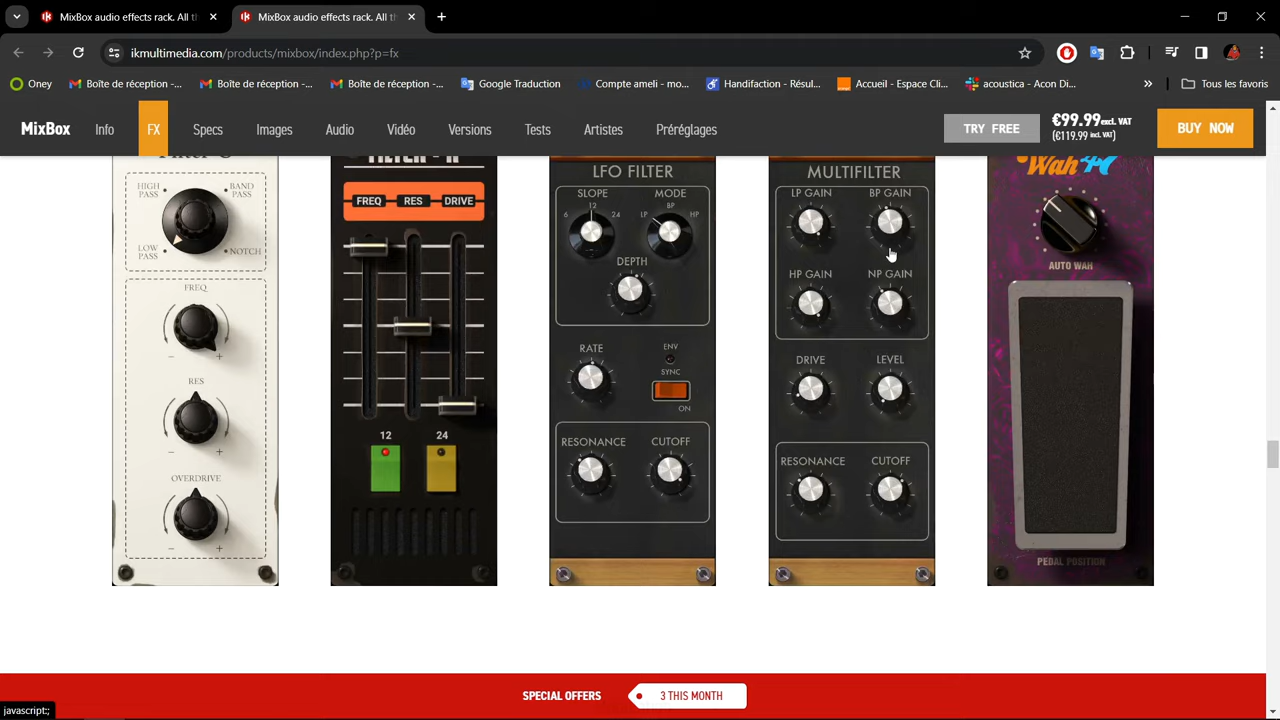 MixBox audio effects rack. All th
MixBox audio effects rack. All th
ikmultimedia.com/products/mixbox/index.php?p=fx
Oney
Boîte de réception -...
Boîte de réception -...
Boîte de réception -...
Google Traduction
Compte ameli - mo...
Handifaction - Résul...
Accueil - Espace Cli...
acoustica — Acon Di...
»
Tous les favoris
MixBox
Info
FX
Specs
Images
Audio
Vidéo
Versions
Tests
Artistes
Préréglages
TRY FREE
€99.99 excl. VAT
(€119.99 incl. VAT)
BUY NOW
HIGH PASS
BAND PASS
LOW PASS
NOTCH
FREQ
- +
RES
- +
OVERDRIVE
- +
FREQ RES DRIVE
12 24
LFO FILTER
SLOPE MODE
6 12 24
LP BP HP
DEPTH
RATE
ENV
SYNC
ON
RESONANCE CUTOFF
MULTIFILTER
LP GAIN BP GAIN
HP GAIN NP GAIN
DRIVE LEVEL
RESONANCE CUTOFF
Wah
AUTO WAH
PEDAL POSITION
SPECIAL OFFERS
3 THIS MONTH
javascript:;